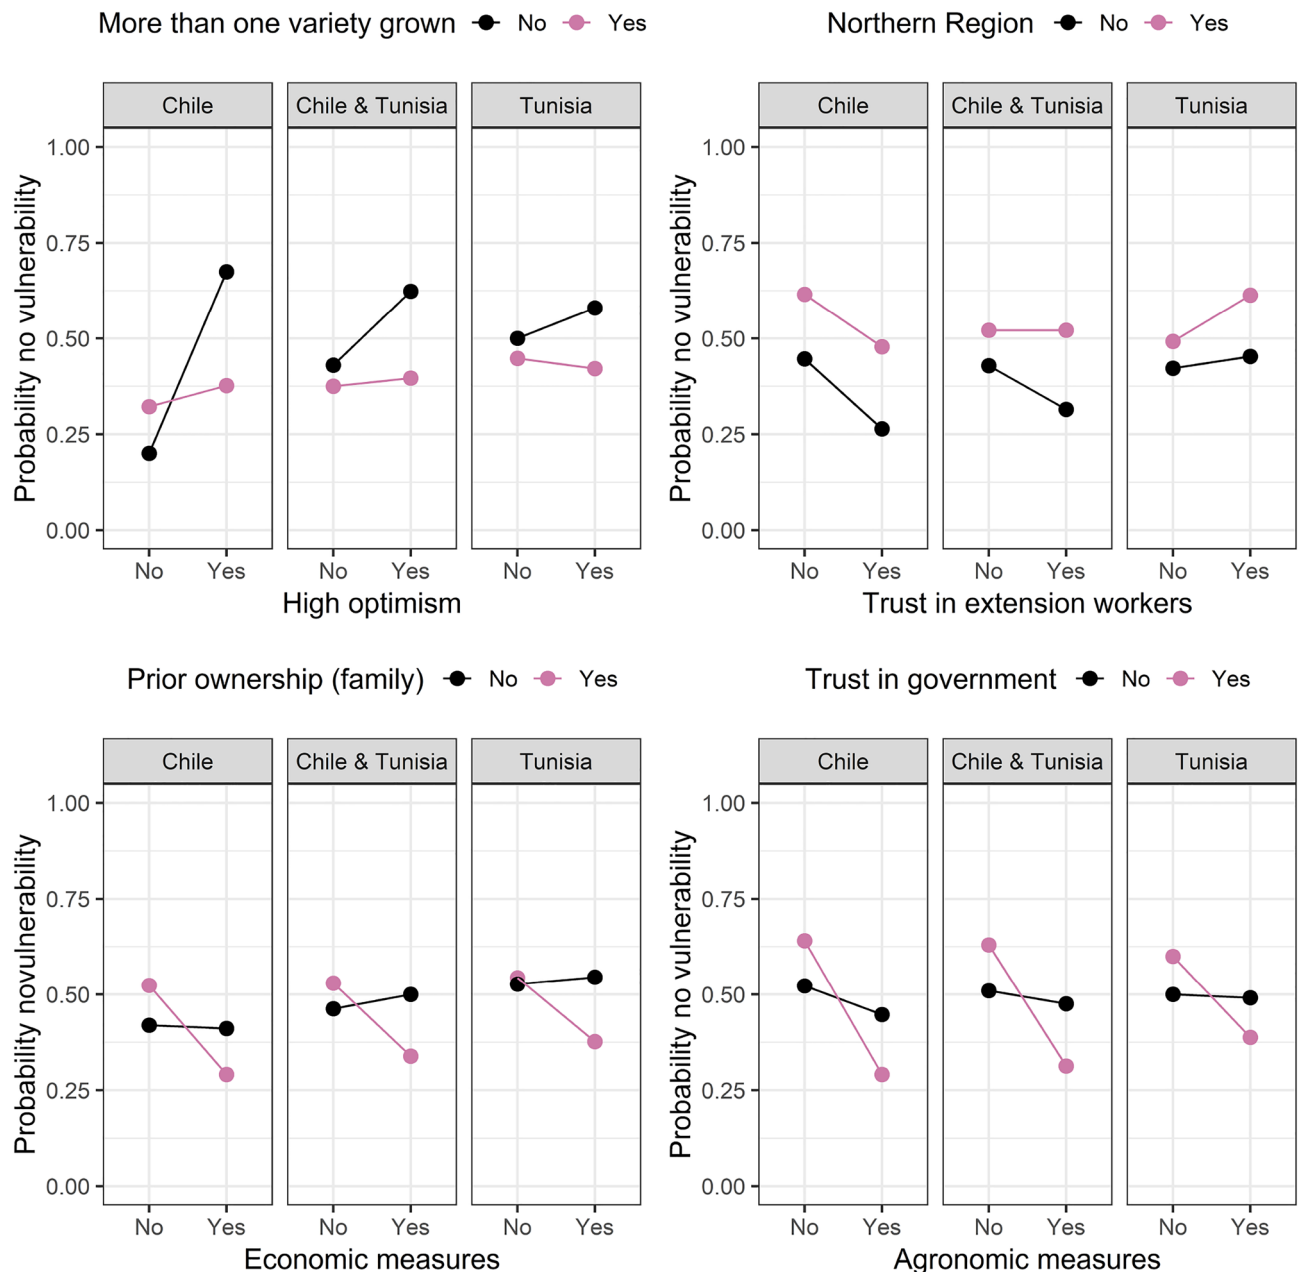 More than one variety grown No Yes
Chile Chile & Tunisia Tunisia
Probability no vulnerability
1.00
0.75
0.50
0.25
0.00
No Yes No Yes No Yes
High optimism
Northern Region No Yes
Chile Chile & Tunisia Tunisia
Probability no vulnerability
1.00
0.75
0.50
0.25
0.00
No Yes No Yes No Yes
Trust in extension workers
Prior ownership (family) No Yes
Chile Chile & Tunisia Tunisia
Probability novulnerability
1.00
0.75
0.50
0.25
0.00
No Yes No Yes No Yes
Economic measures
Trust in government No Yes
Chile Chile & Tunisia Tunisia
Probability no vulnerability
1.00
0.75
0.50
0.25
0.00
No Yes No Yes No Yes
Agronomic measures